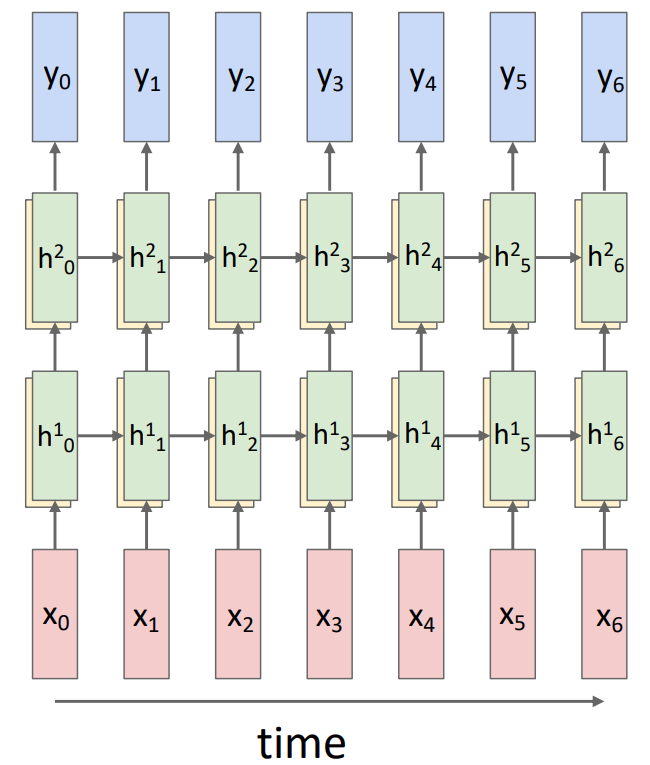 y₀ y₁ y₂ y₃ y₄ y₅ y₆
h²₀ h²₁ h²₂ h²₃ h²₄ h²₅ h²₆
h¹₀ h¹₁ h¹₂ h¹₃ h¹₄ h¹₅ h¹₆
x₀ x₁ x₂ x₃ x₄ x₅ x₆
time